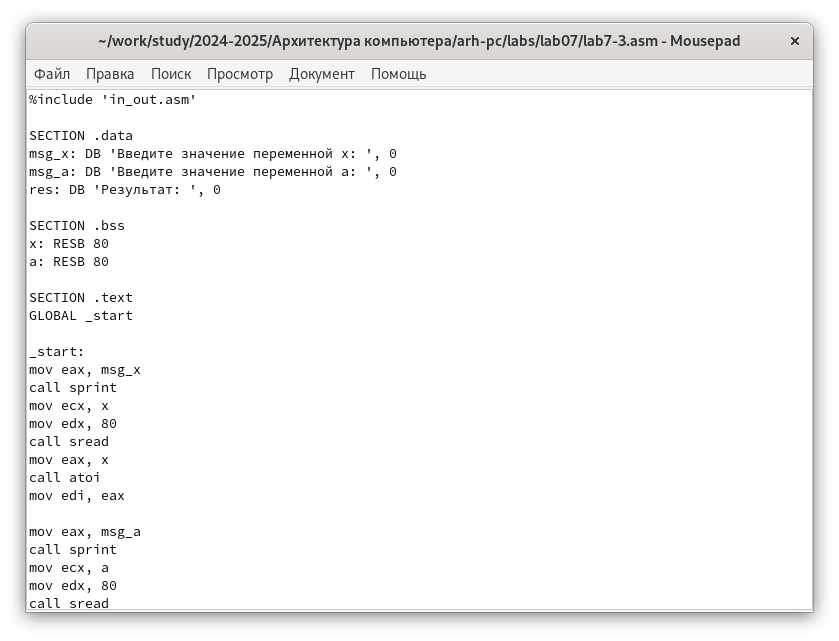 ~/work/study/2024-2025/Архитектура компьютера/arh-pc/labs/lab07/lab7-3.asm - Mousepad
Файл Правка Поиск Просмотр Документ Помощь
%include 'in_out.asm'
SECTION .data
msg_x: DB 'Введите значение переменной x: ', 0
msg_a: DB 'Введите значение переменной a: ', 0
res: DB 'Результат: ', 0
SECTION .bss
x: RESB 80
a: RESB 80
SECTION .text
GLOBAL _start
_start:
mov eax, msg_x
call sprint
mov ecx, x
mov edx, 80
call sread
mov eax, x
call atoi
mov edi, eax
mov eax, msg_a
call sprint
mov ecx, a
mov edx, 80
call sread